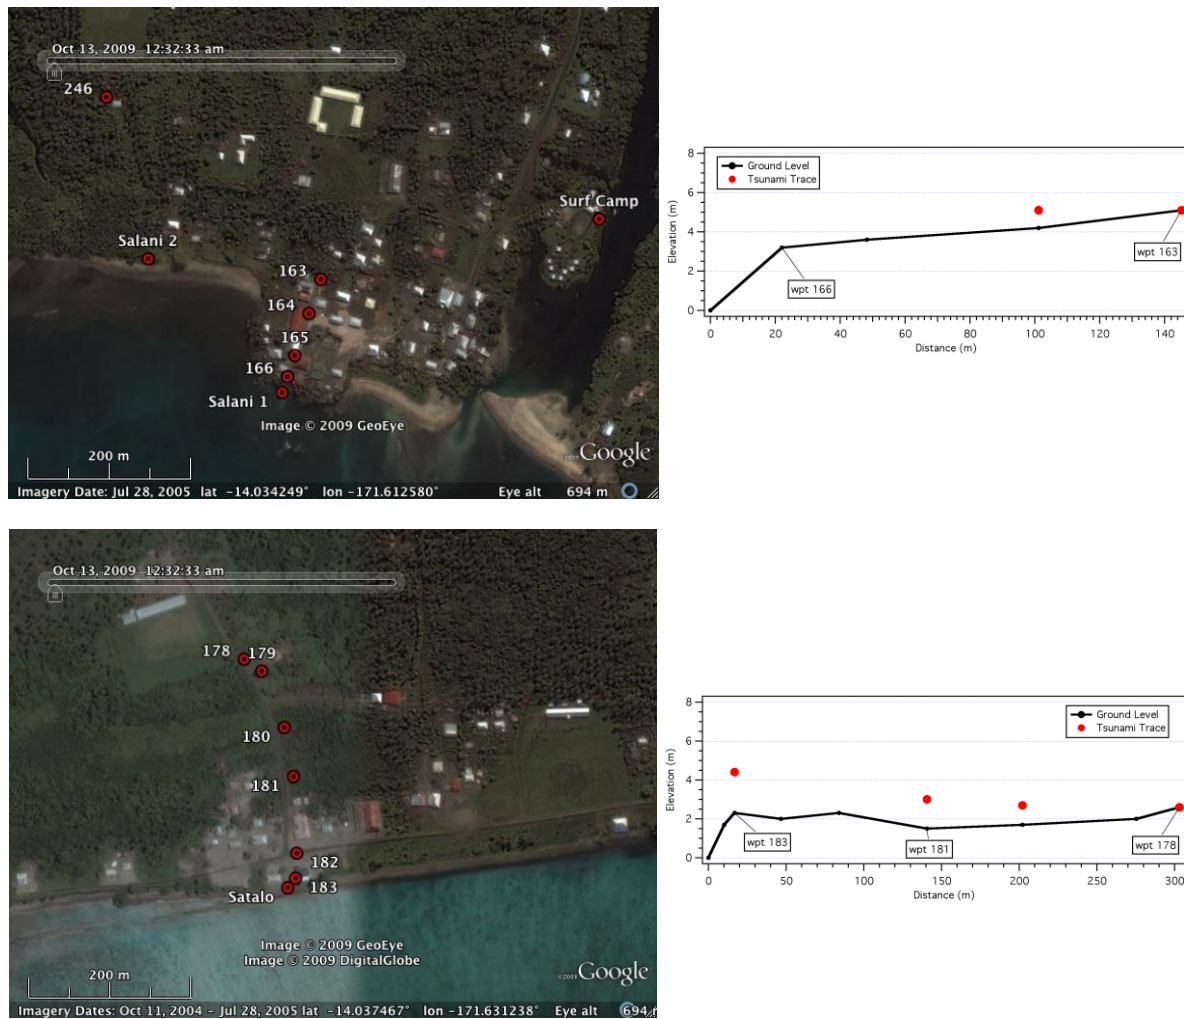 Oct 13, 2009 12:32:33 am
246
Surf Camp
Salani 2
163
164
165
166
Salani 1
Image © 2009 GeoEye
200 m
Google
Imagery Date: Jul 28, 2005 lat -14.034249° lon -171.612580° Eye alt 694 m
Ground Level
Tsunami Trace
8
6
4
2
0
Elevation (m)
wpt 166
wpt 163
0 20 40 60 80 100 120 140
Distance (m)
Oct 13, 2009 12:32:33 am
178 179
180
181
182
183
Satalo
Image © 2009 GeoEye
Image © 2009 DigitalGlobe
200 m
Google
Imagery Dates: Oct 11, 2004 - Jul 28, 2005 lat -14.037467° lon -171.631238° Eye alt 694
Ground Level
Tsunami Trace
8
6
4
2
0
Elevation (m)
wpt 183
wpt 181
wpt 178
0 50 100 150 200 250 300
Distance (m)